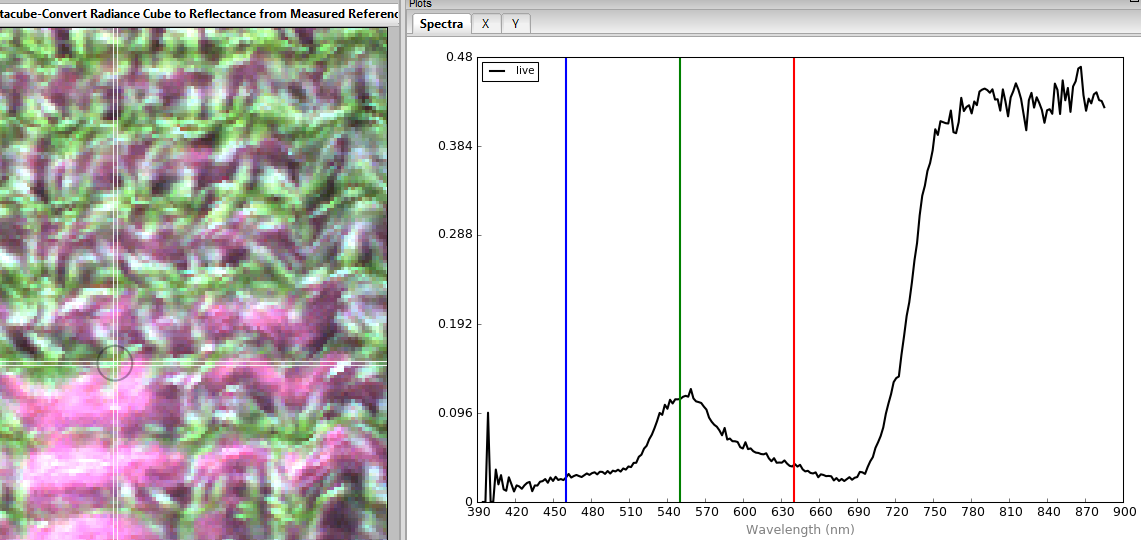 Plots
tacube-Convert Radiance Cube to Reflectance from Measured Referenc
Spectra X Y
0.48
live
0.384
0.288
0.192
0.096
0
390 420 450 480 510 540 570 600 630 660 690 720 750 780 810 840 870 900
Wavelength (nm)